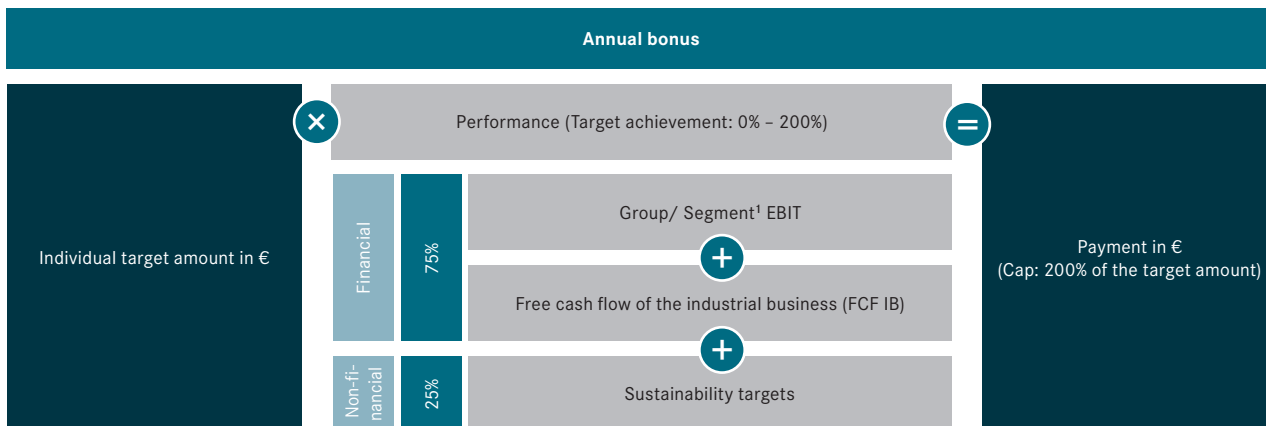 Annual bonus
Individual target amount in €
×
Performance (Target achievement: 0% – 200%)
=
Financial
75%
Group/ Segment¹ EBIT
+
Free cash flow of the industrial business (FCF IB)
+
Non-fi-
nancial
25%
Sustainability targets
Payment in €
(Cap: 200% of the target amount)